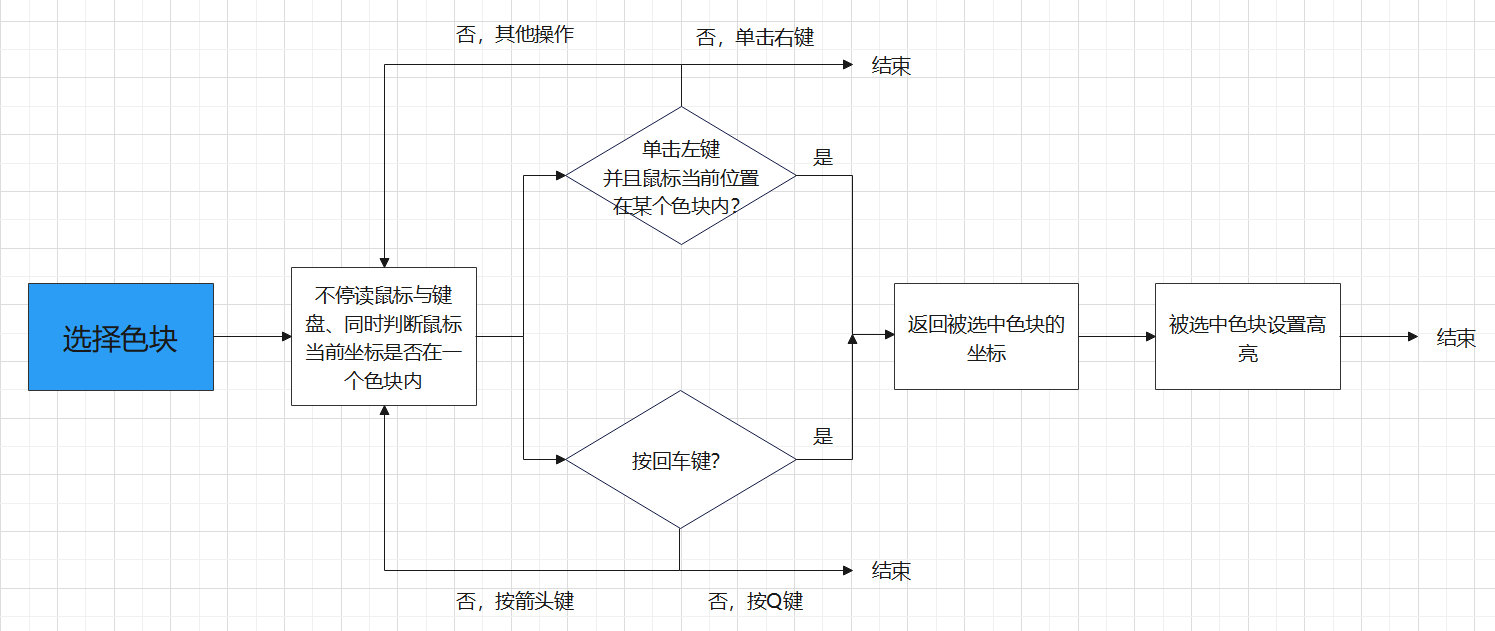 否，其他操作
否，单击右键
结束
单击左键
并且鼠标当前位置
在某个色块内？
是
选择色块
不停读鼠标与键
盘、同时判断鼠标
当前坐标是否在一
个色块内
返回被选中色块的
坐标
被选中色块设置高
亮
结束
是
按回车键？
结束
否，按箭头键
否，按Q键